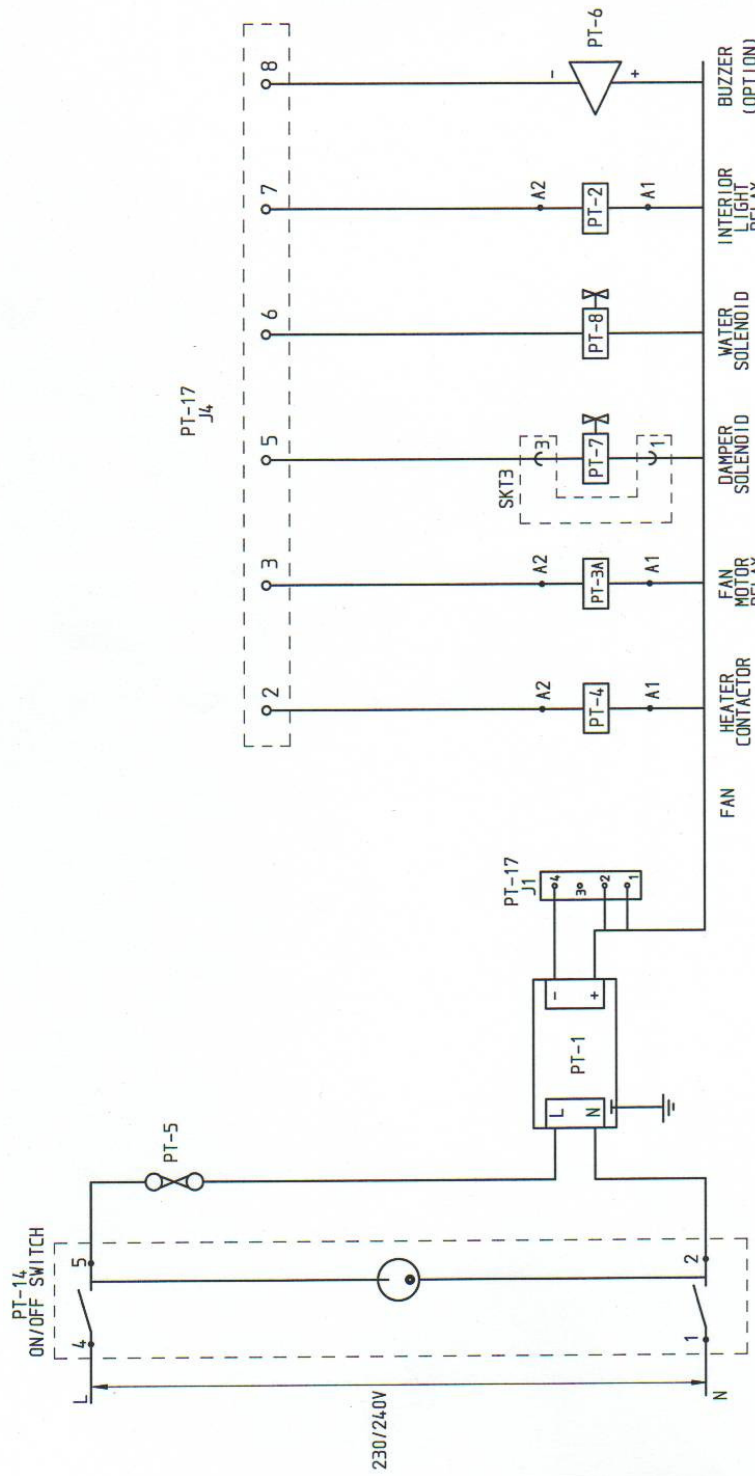 PT-14
ON/OFF SWITCH
L
4
5
230/240V
N
1
2
PT-5
L
N
PT-1
-
+
PT-17
J1
4
3
2
1
PT-17
J4
2
3
5
6
7
8
A2
PT-4
A1
A2
PT-3A
A1
SKT3
3
PT-7
1
PT-8
A2
PT-2
A1
-
+
PT-6
FAN
HEATER
CONTACTOR
FAN
MOTOR
RELAY
DAMPER
SOLENOID
WATER
SOLENOID
INTERIOR
LIGHT
RELAY
BUZZER
(OPTION)